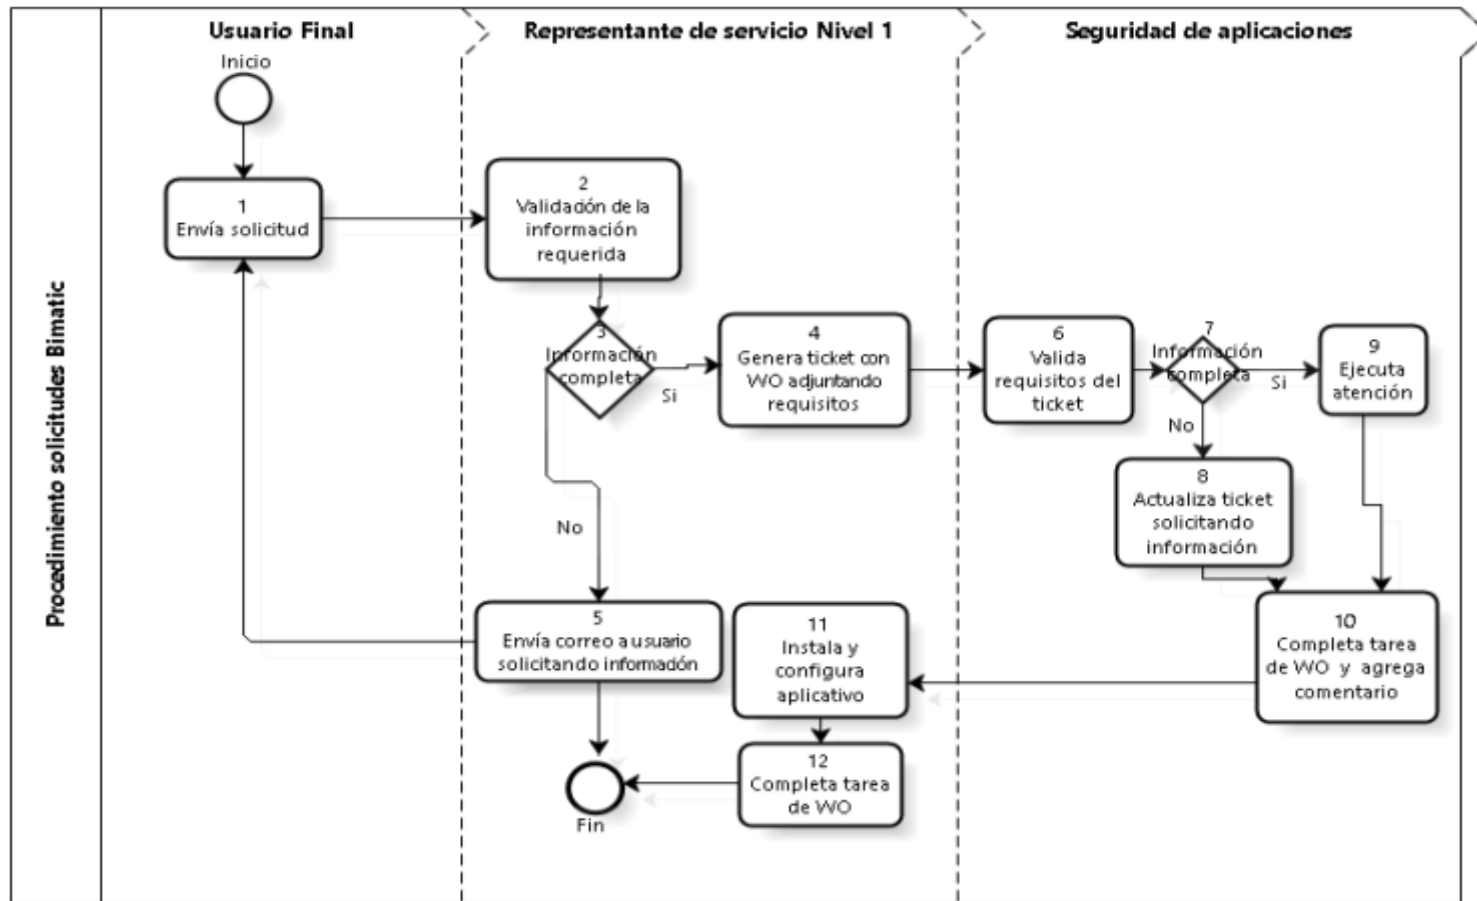 Procedimiento solicitudes Bimatic
Usuario Final
Representante de servicio Nivel 1
Seguridad de aplicaciones
Inicio
1
Envía solicitud
2
Validación de la
información
requerida
3
Información
completa
Si
No
4
Genera ticket con
WO adjuntando
requisitos
5
Envía correo a usuario
solicitando información
6
Valida
requisitos del
ticket
7
Información
completa
Si
No
8
Actualiza ticket
solicitando
información
9
Ejecuta
atención
10
Completa tarea
de WO y agrega
comentario
11
Instala y
configura
aplicativo
12
Completa tarea
de WO
Fin